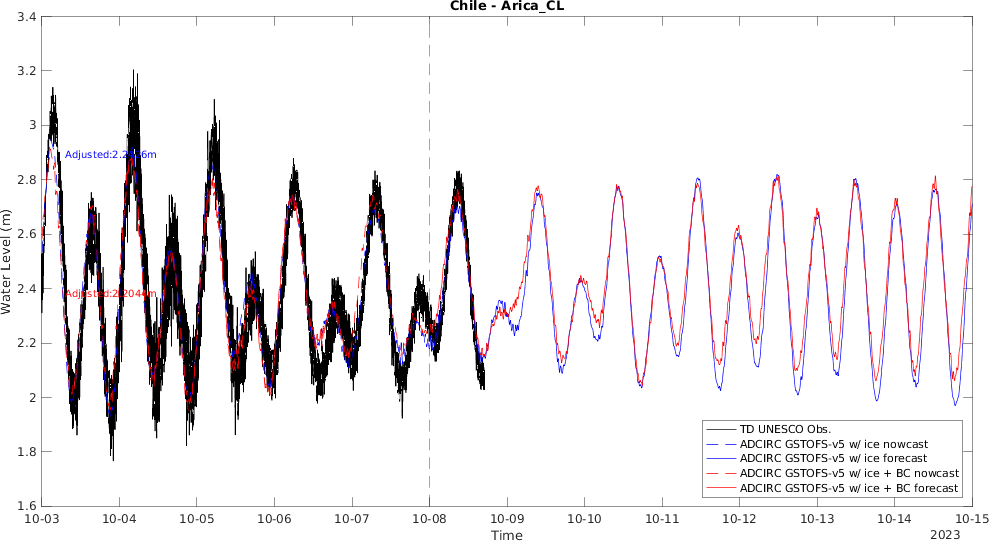 Chile - Arica_CL
3.4
3.2
3
2.8
2.6
2.4
2.2
2
1.8
1.6
Water Level (m)
10-03 10-04 10-05 10-06 10-07 10-08 10-09 10-10 10-11 10-12 10-13 10-14 10-15
Time
2023
TD UNESCO Obs.
ADCIRC GSTOFS-v5 w/ ice nowcast
ADCIRC GSTOFS-v5 w/ ice forecast
ADCIRC GSTOFS-v5 w/ ice + BC nowcast
ADCIRC GSTOFS-v5 w/ ice + BC forecast